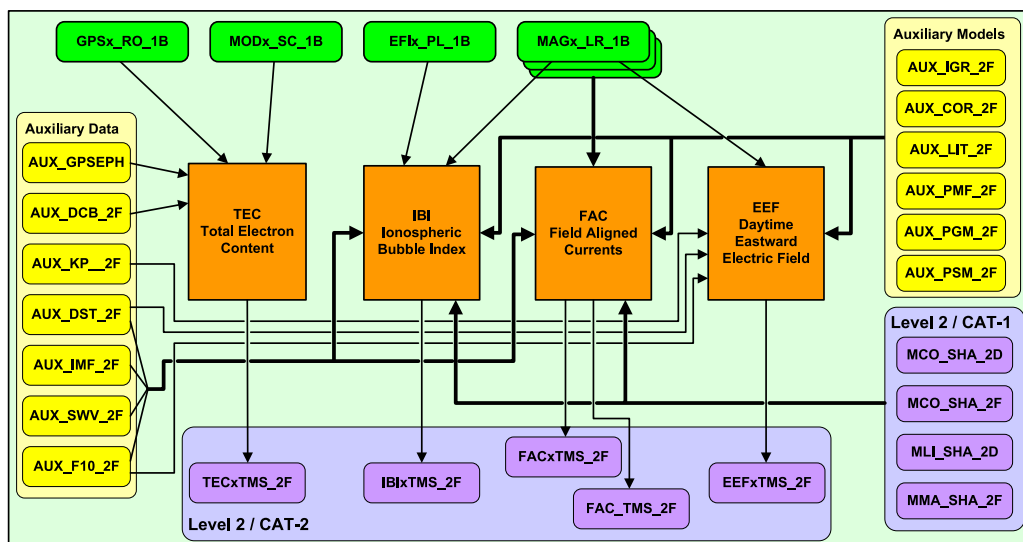 GPSx_RO_1B
MODx_SC_1B
EFIx_PL_1B
MAGx_LR_1B
Auxiliary Models
AUX_IGR_2F
AUX_COR_2F
AUX_LIT_2F
AUX_PMF_2F
AUX_PGM_2F
AUX_PSM_2F
Auxiliary Data
AUX_GPSEPH
AUX_DCB_2F
AUX_KP__2F
AUX_DST_2F
AUX_IMF_2F
AUX_SWV_2F
AUX_F10_2F
TEC
Total Electron
Content
IBI
Ionospheric
Bubble Index
FAC
Field Aligned
Currents
EEF
Daytime
Eastward
Electric Field
Level 2 / CAT-1
MCO_SHA_2D
MCO_SHA_2F
MLI_SHA_2D
MMA_SHA_2F
TECxTMS_2F
IBIxTMS_2F
FACxTMS_2F
FAC_TMS_2F
EEFxTMS_2F
Level 2 / CAT-2